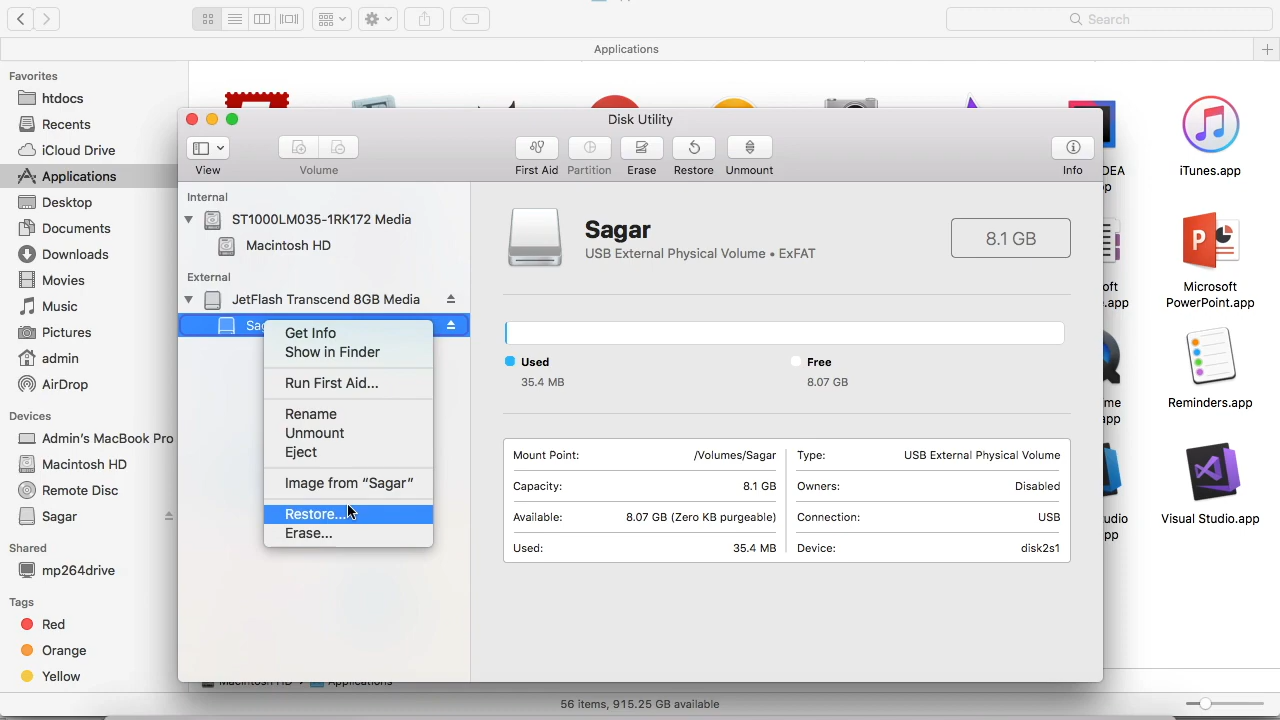 Search
Applications
Favorites
htdocs
Recents
iCloud Drive
Applications
Desktop
Documents
Downloads
Movies
Music
Pictures
admin
AirDrop
Devices
Admin's MacBook Pro
Macintosh HD
Remote Disc
Sagar
Shared
mp264drive
Tags
Red
Orange
Yellow
Disk Utility
View
Volume
First Aid
Partition
Erase
Restore
Unmount
Info
Internal
ST1000LM035-1RK172 Media
Macintosh HD
External
JetFlash Transcend 8GB Media
Get Info
Show in Finder
Run First Aid...
Rename
Unmount
Eject
Image from “Sagar”
Restore...
Erase...
Sagar
USB External Physical Volume • ExFAT
8.1 GB
Used
35.4 MB
Free
8.07 GB
Mount Point: /Volumes/Sagar
Capacity: 8.1 GB
Available: 8.07 GB (Zero KB purgeable)
Used: 35.4 MB
Type: USB External Physical Volume
Owners: Disabled
Connection: USB
Device: disk2s1
iTunes.app
Microsoft
PowerPoint.app
Reminders.app
Visual Studio.app
56 items, 915.25 GB available